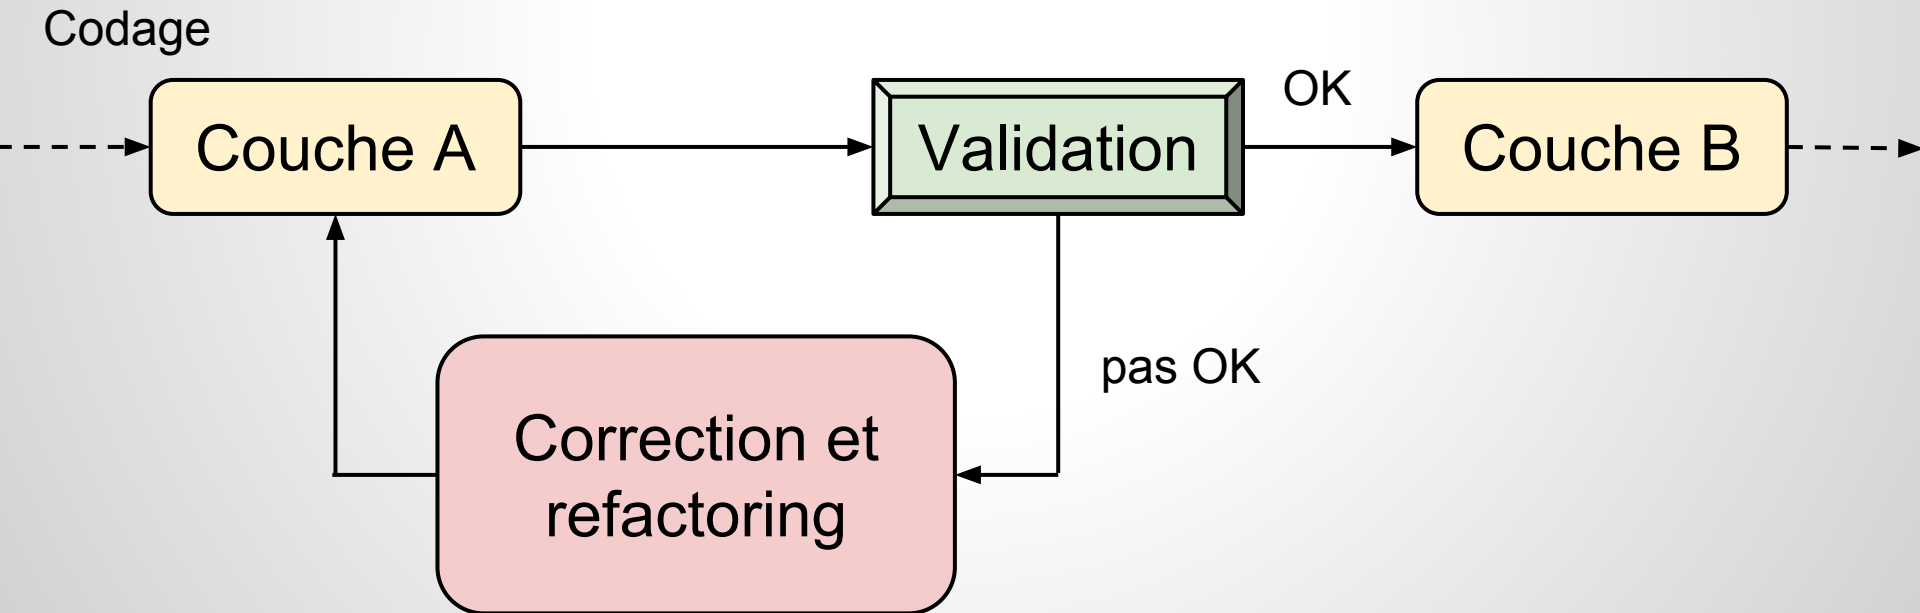 Codage
Couche A
Validation
OK
Couche B
pas OK
Correction et
refactoring